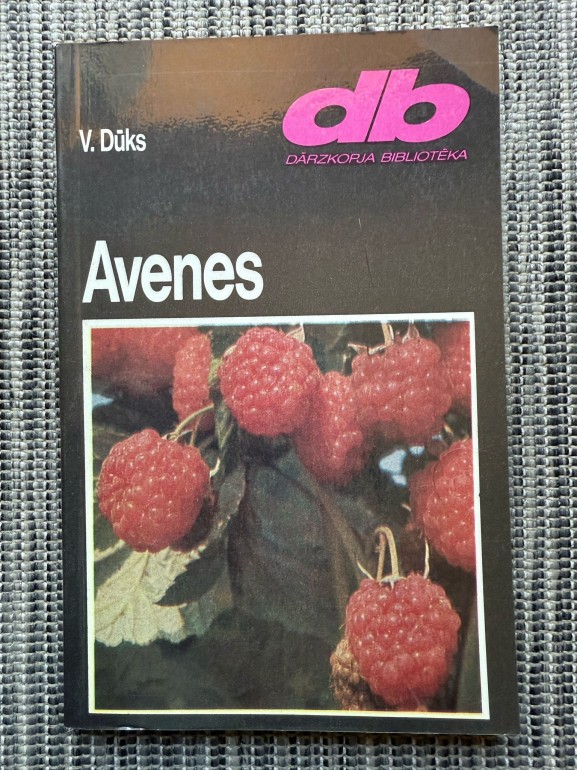 db
V. Dūks
DĀRZKOPJA BIBLIOTĒKA
Avenes